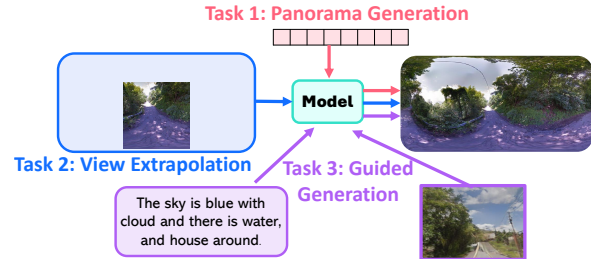 Task 1: Panorama Generation
Model
Task 2: View Extrapolation
Task 3: Guided
Generation
The sky is blue with
cloud and there is water,
and house around.